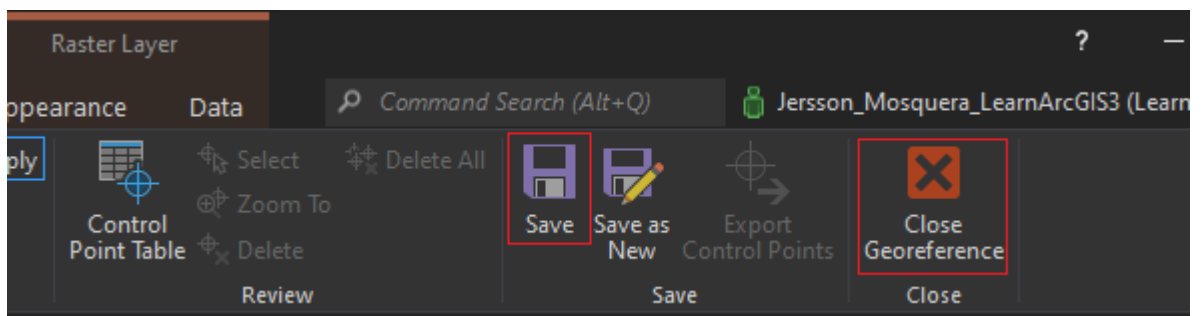 Raster Layer
?
ppearance
Data
Command Search (Alt+Q)
Jersson_Mosquera_LearnArcGIS3 (Learn
ply
Control
Point Table
Select
Zoom To
Delete
Delete All
Save
Save as
New
Export
Control Points
Close
Georeference
Review
Save
Close